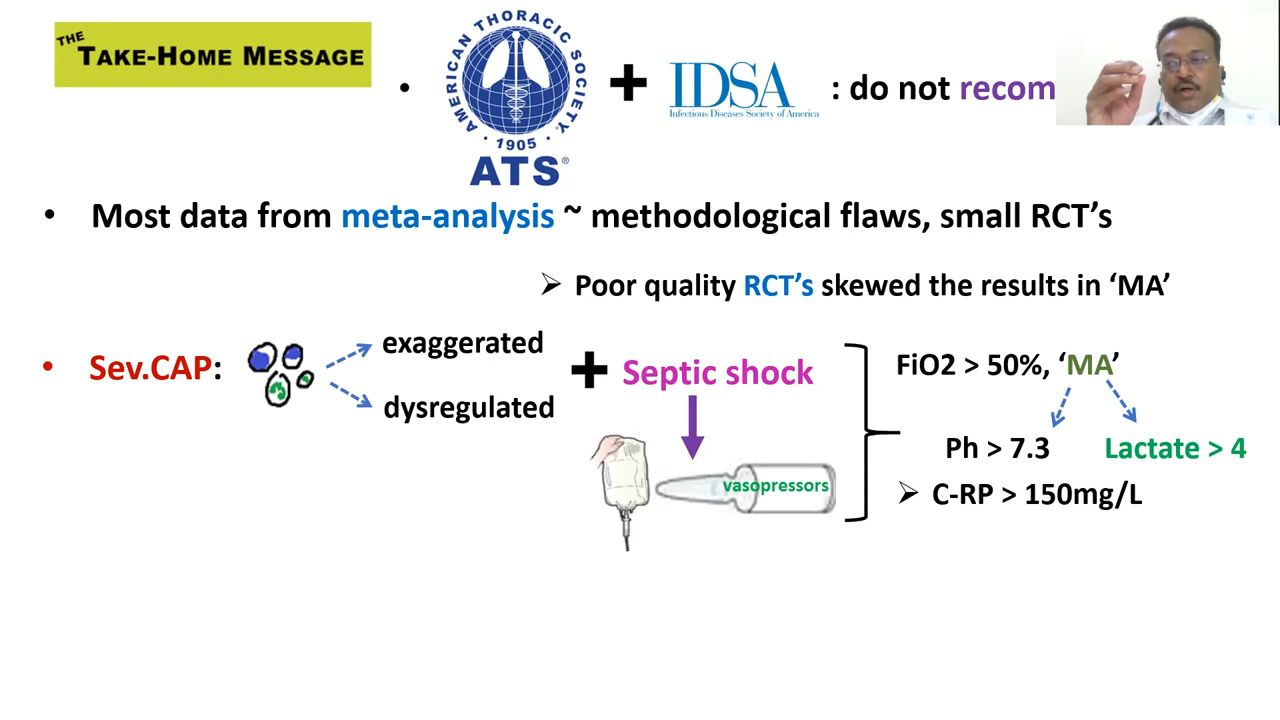 THE TAKE-HOME MESSAGE
• AMERICAN THORACIC SOCIETY
• 1905 •
ATS®
+ IDSA
Infectious Diseases Society of America
: do not recom
• Most data from meta-analysis ~ methodological flaws, small RCT’s
➢ Poor quality RCT’s skewed the results in ‘MA’
• Sev.CAP:
exaggerated
dysregulated
+ Septic shock
vasopressors
FiO2 > 50%, ‘MA’
Ph > 7.3
Lactate > 4
➢ C-RP > 150mg/L